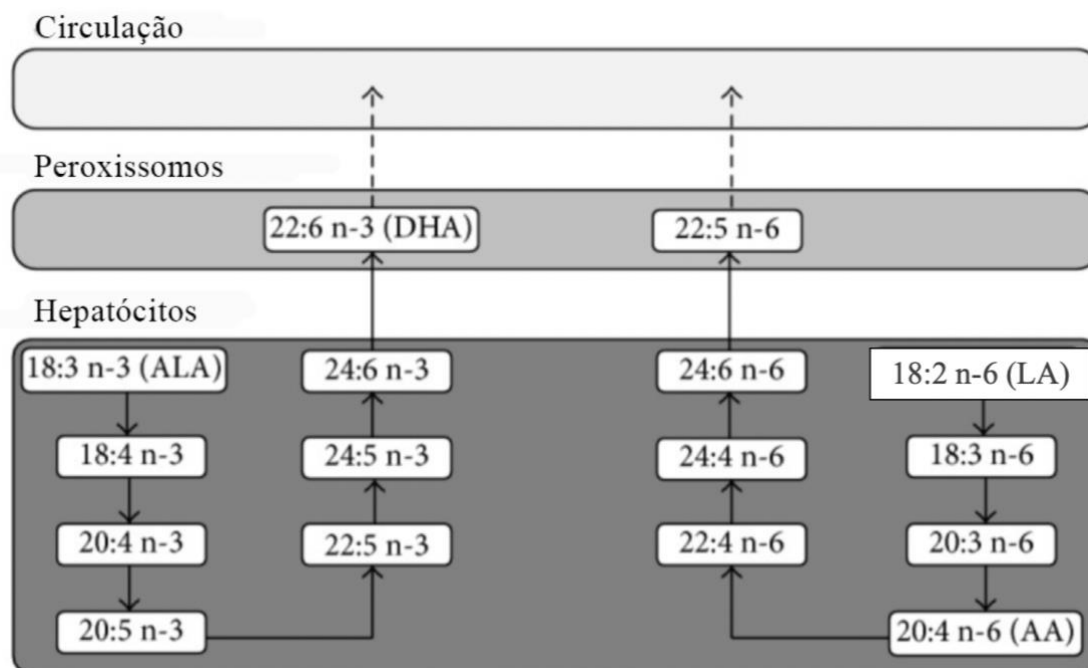 Circulação
Peroxissomos
22:6 n-3 (DHA)
22:5 n-6
Hepatócitos
18:3 n-3 (ALA)
24:6 n-3
24:6 n-6
18:2 n-6 (LA)
18:4 n-3
24:5 n-3
24:4 n-6
18:3 n-6
20:4 n-3
22:5 n-3
22:4 n-6
20:3 n-6
20:5 n-3
20:4 n-6 (AA)